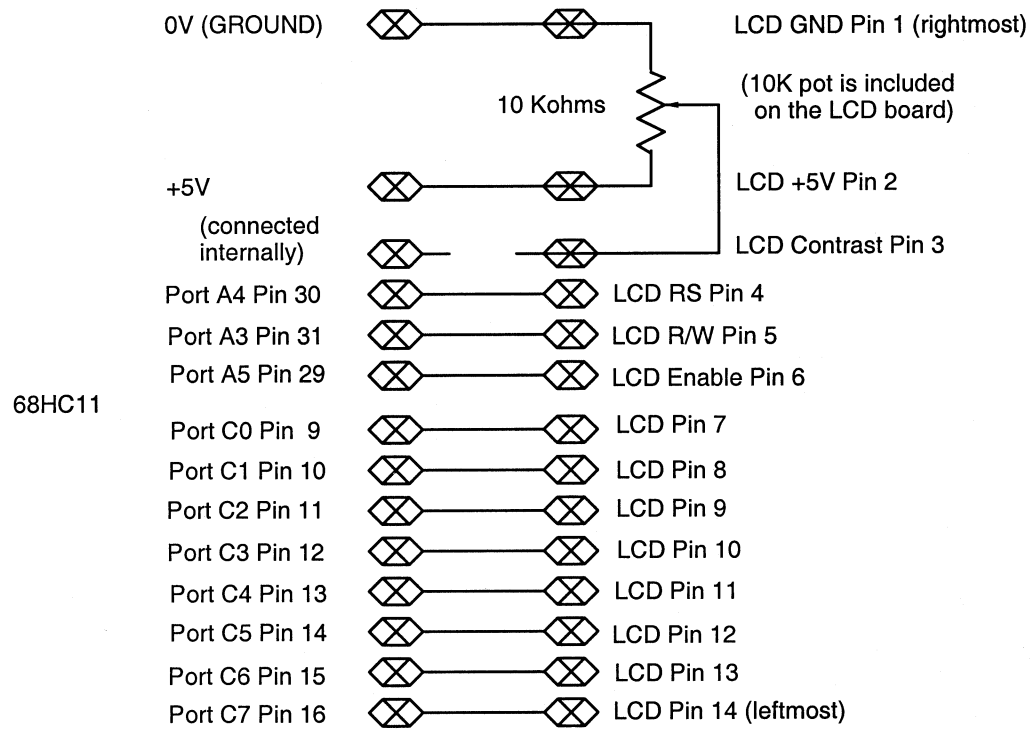 0V (GROUND)
LCD GND Pin 1 (rightmost)
10 Kohms
(10K pot is included
on the LCD board)
+5V
LCD +5V Pin 2
(connected
internally)
LCD Contrast Pin 3
Port A4 Pin 30
LCD RS Pin 4
Port A3 Pin 31
LCD R/W Pin 5
Port A5 Pin 29
LCD Enable Pin 6
68HC11
Port C0 Pin 9
LCD Pin 7
Port C1 Pin 10
LCD Pin 8
Port C2 Pin 11
LCD Pin 9
Port C3 Pin 12
LCD Pin 10
Port C4 Pin 13
LCD Pin 11
Port C5 Pin 14
LCD Pin 12
Port C6 Pin 15
LCD Pin 13
Port C7 Pin 16
LCD Pin 14 (leftmost)